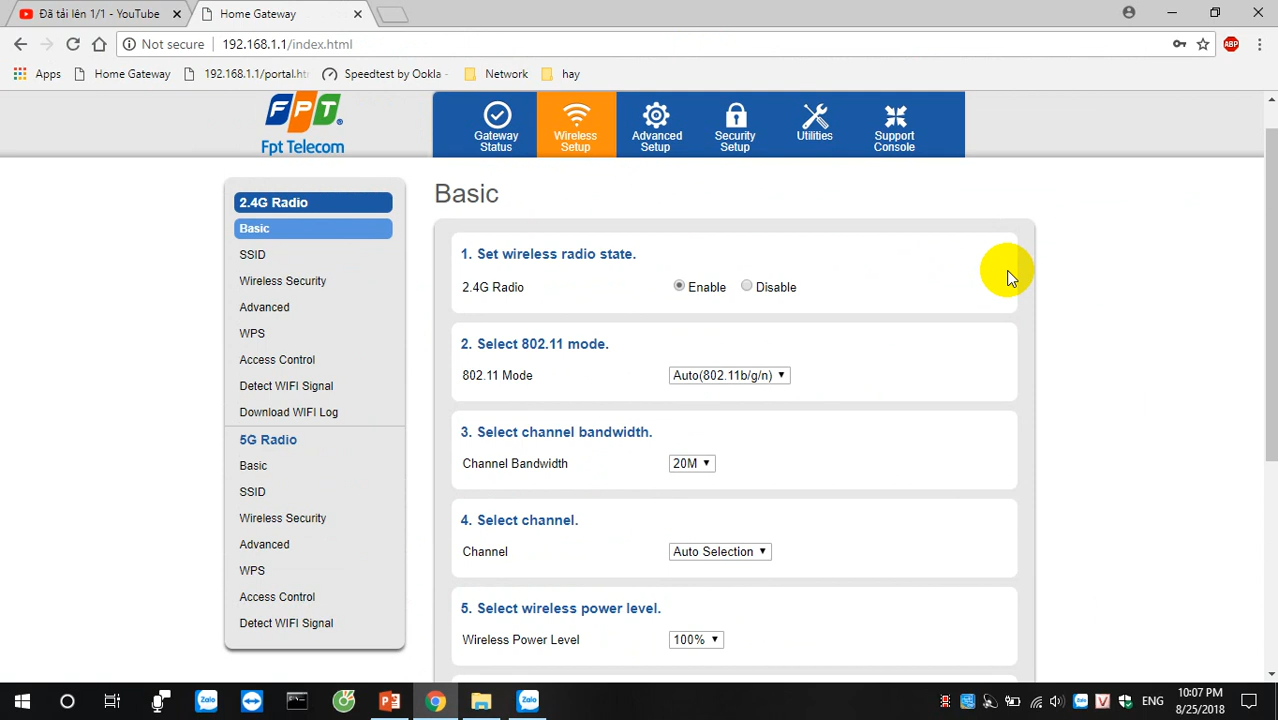 Đã tải lên 1/1 - YouTube
Home Gateway
Not secure
192.168.1.1/index.html
ABP
Apps
Home Gateway
192.168.1.1/portal.ht
Speedtest by Ookla -
Network
hay
FPT
Fpt Telecom
Gateway
Status
Wireless
Setup
Advanced
Setup
Security
Setup
Utilities
Support
Console
2.4G Radio
Basic
SSID
Wireless Security
Advanced
WPS
Access Control
Detect WIFI Signal
Download WIFI Log
5G Radio
Basic
SSID
Wireless Security
Advanced
WPS
Access Control
Detect WIFI Signal
Basic
1. Set wireless radio state.
2.4G Radio Enable Disable
2. Select 802.11 mode.
802.11 Mode Auto(802.11b/g/n)
3. Select channel bandwidth.
Channel Bandwidth 20M
4. Select channel.
Channel Auto Selection
5. Select wireless power level.
Wireless Power Level 100%
Zalo
Zalo
ENG
10:07 PM
8/25/2018